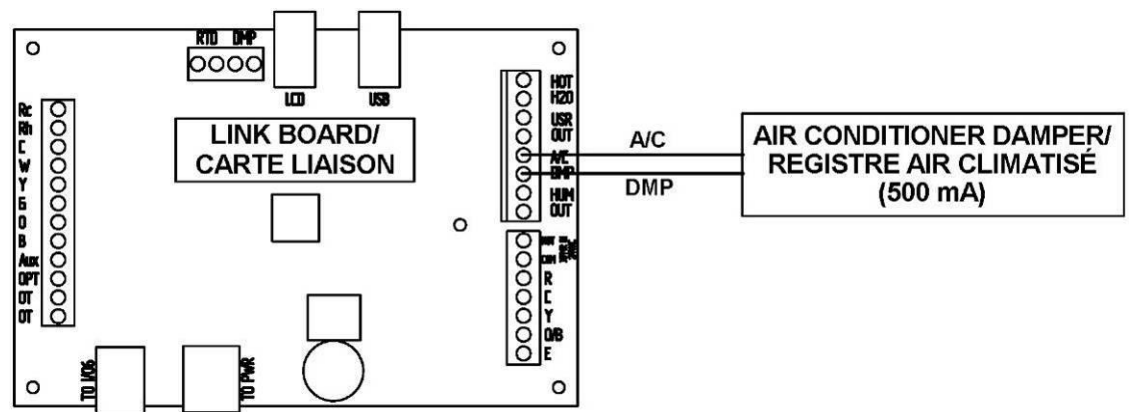 RTD DMP
LCD
USB
LINK BOARD/
CARTE LIAISON
Rc
Rh
C
W
Y
G
O
B
Aux
OPT
OT
OT
HOT
H2O
USR
OUT
A/C
DMP
HUM
OUT
R
C
Y
O/B
E
TO I/O6
TO PWR
A/C
DMP
AIR CONDITIONER DAMPER/
REGISTRE AIR CLIMATISÉ
(500 mA)